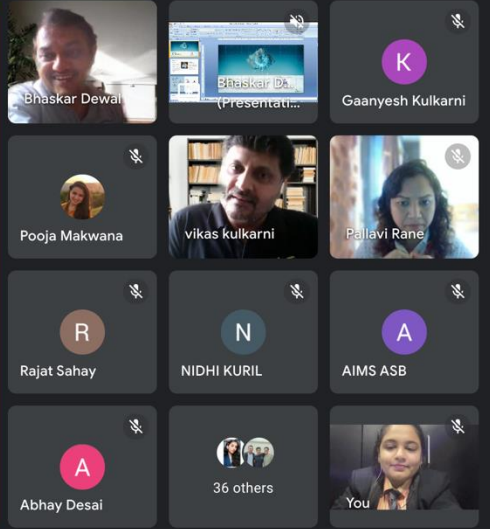 Bhaskar Dewal
Bhaskar D...
(Presentati...
K
Gaanyesh Kulkarni
Pooja Makwana
vikas kulkarni
Pallavi Rane
R
Rajat Sahay
N
NIDHI KURIL
A
AIMS ASB
A
Abhay Desai
36 others
You